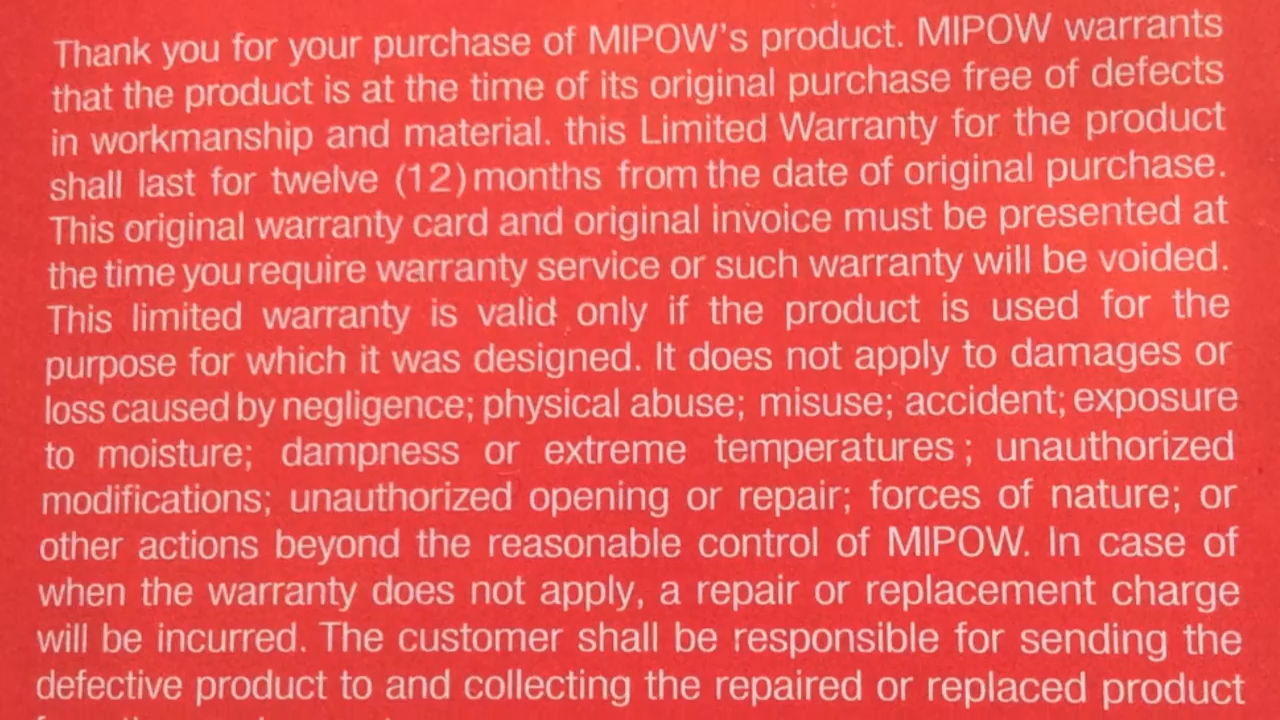 Thank you for your purchase of MIPOW's product. MIPOW warrants
that the product is at the time of its original purchase free of defects
in workmanship and material. this Limited Warranty for the product
shall last for twelve (12) months from the date of original purchase.
This original warranty card and original invoice must be presented at
the time you require warranty service or such warranty will be voided.
This limited warranty is valid only if the product is used for the
purpose for which it was designed. It does not apply to damages or
loss caused by negligence; physical abuse; misuse; accident; exposure
to moisture; dampness or extreme temperatures ; unauthorized
modifications; unauthorized opening or repair; forces of nature; or
other actions beyond the reasonable control of MIPOW. In case of
when the warranty does not apply, a repair or replacement charge
will be incurred. The customer shall be responsible for sending the
defective product to and collecting the repaired or replaced product